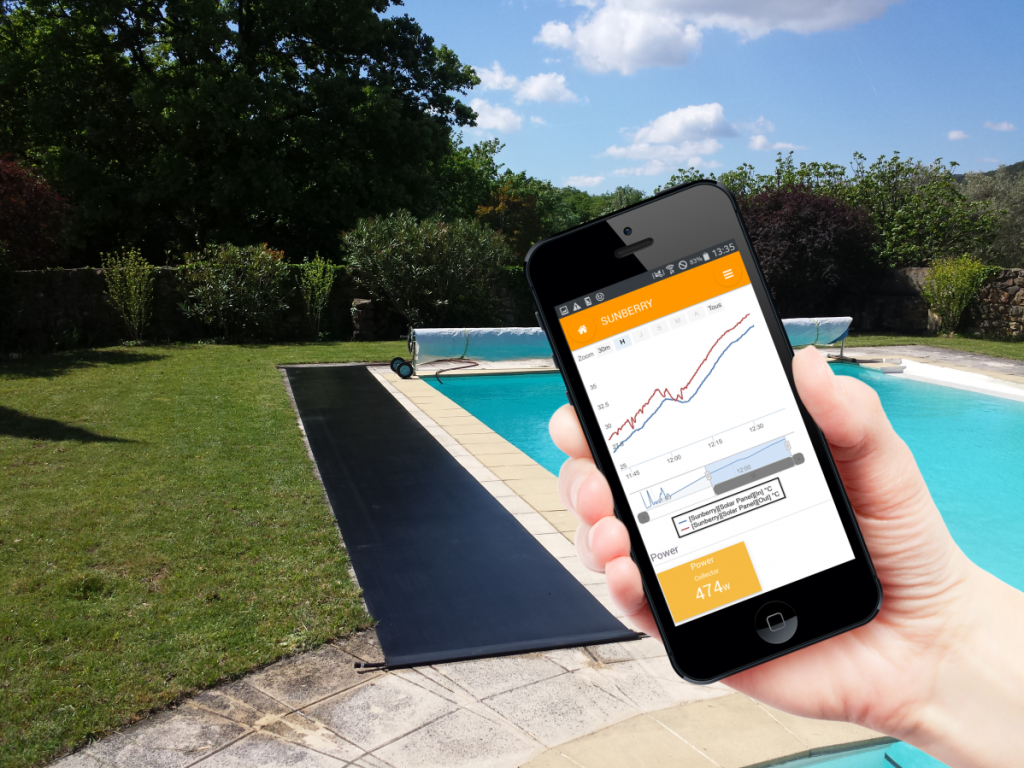 83% 13:35
SUNBERRY
Zoom 30m H J S M A Tous
35
32.5
30
25
11:45 12:00 12:15 12:30
12:00
[Sunberry][Solar Panel][In] °C
[Sunberry][Solar Panel][Out] °C
Power
Power
Collector
474W